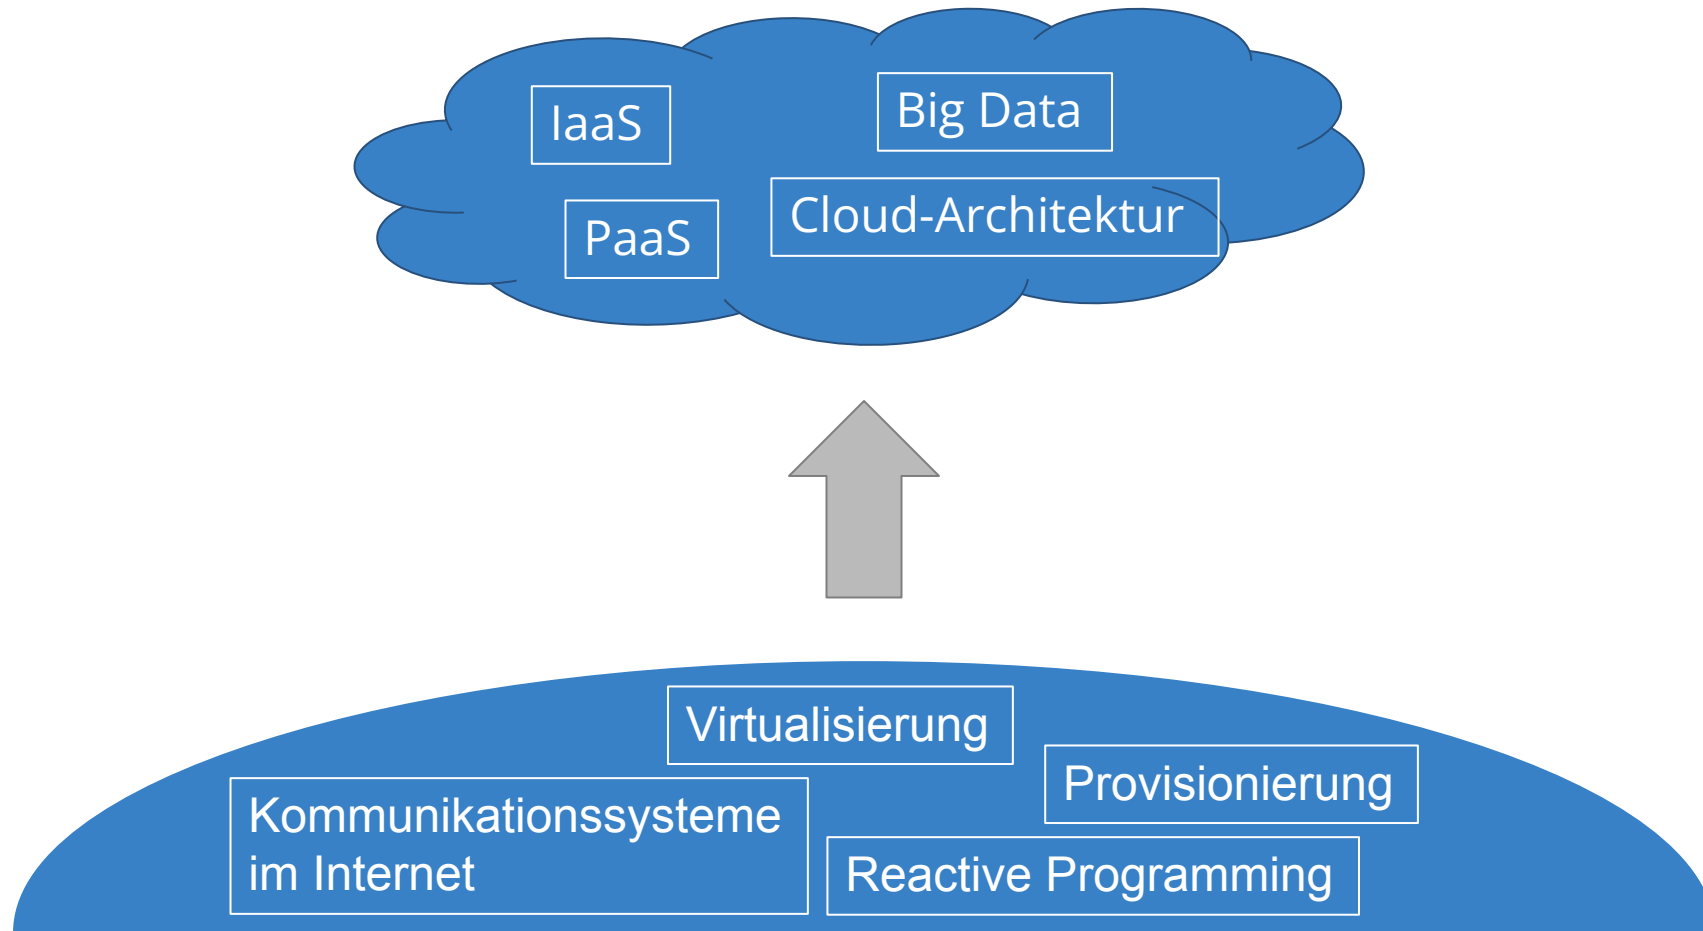 IaaS
Big Data
PaaS
Cloud-Architektur
Virtualisierung
Provisionierung
Kommunikationssysteme
im Internet
Reactive Programming